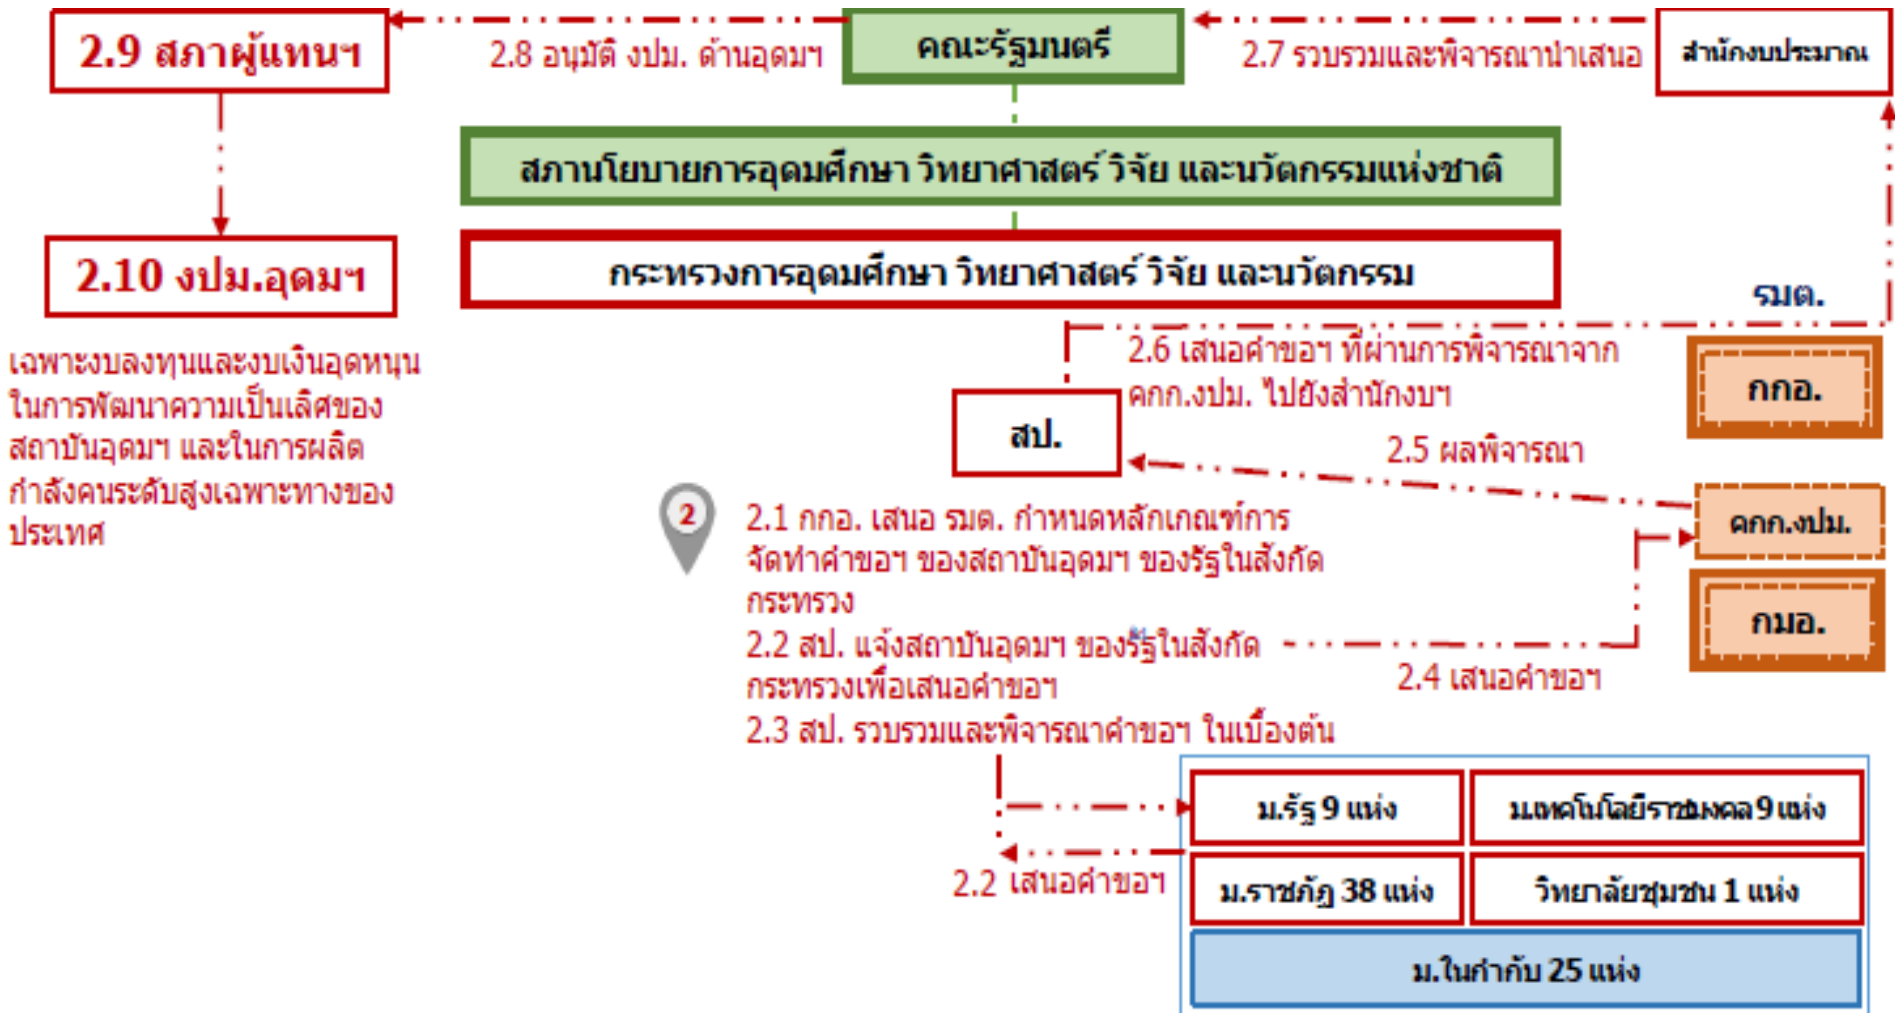 2.9 สภาผู้แทนฯ
2.8 อนุมัติ งปม. ด้านอุดมฯ
คณะรัฐมนตรี
2.7 รวบรวมและพิจารณานำเสนอ
สำนักงบประมาณ
สภานโยบายการอุดมศึกษา วิทยาศาสตร์ วิจัย และนวัตกรรมแห่งชาติ
2.10 งปม.อุดมฯ
กระทรวงการอุดมศึกษา วิทยาศาสตร์ วิจัย และนวัตกรรม
เฉพาะงบลงทุนและงบเงินอุดหนุน
ในการพัฒนาความเป็นเลิศของ
สถาบันอุดมฯ และในการผลิต
กำลังคนระดับสูงเฉพาะทางของ
ประเทศ
รมต.
2.6 เสนอคำขอฯ ที่ผ่านการพิจารณาจาก
คกก.งปม. ไปยังสำนักงบฯ
กกอ.
สป.
2.5 ผลพิจารณา
คกก.งปม.
กมอ.
2
2.1 กกอ. เสนอ รมต. กำหนดหลักเกณฑ์การ
จัดทำคำขอฯ ของสถาบันอุดมฯ ของรัฐในสังกัด
กระทรวง
2.2 สป. แจ้งสถาบันอุดมฯ ของรัฐในสังกัด
กระทรวงเพื่อเสนอคำขอฯ
2.3 สป. รวบรวมและพิจารณาคำขอฯ ในเบื้องต้น
2.4 เสนอคำขอฯ
ม.รัฐ 9 แห่ง
ม.เทคโนโลยีราชมงคล 9 แห่ง
2.2 เสนอคำขอฯ
ม.ราชภัฏ 38 แห่ง
วิทยาลัยชุมชน 1 แห่ง
ม.ในกำกับ 25 แห่ง